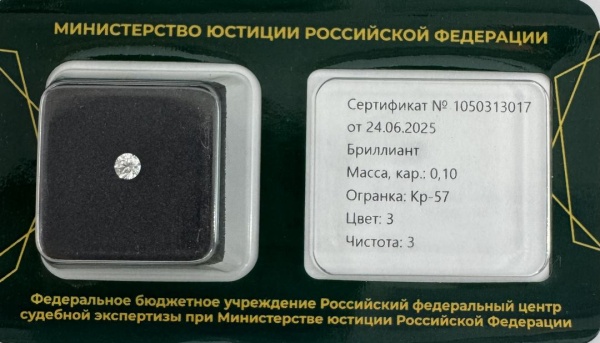 МИНИСТЕРСТВО ЮСТИЦИИ РОССИЙСКОЙ ФЕДЕРАЦИИ
Сертификат № 1050313017
от 24.06.2025
Бриллиант
Масса, кар.: 0,10
Огранка: Кр-57
Цвет: 3
Чистота: 3
Федеральное бюджетное учреждение Российский федеральный центр
судебной экспертизы при Министерстве юстиции Российской Федерации